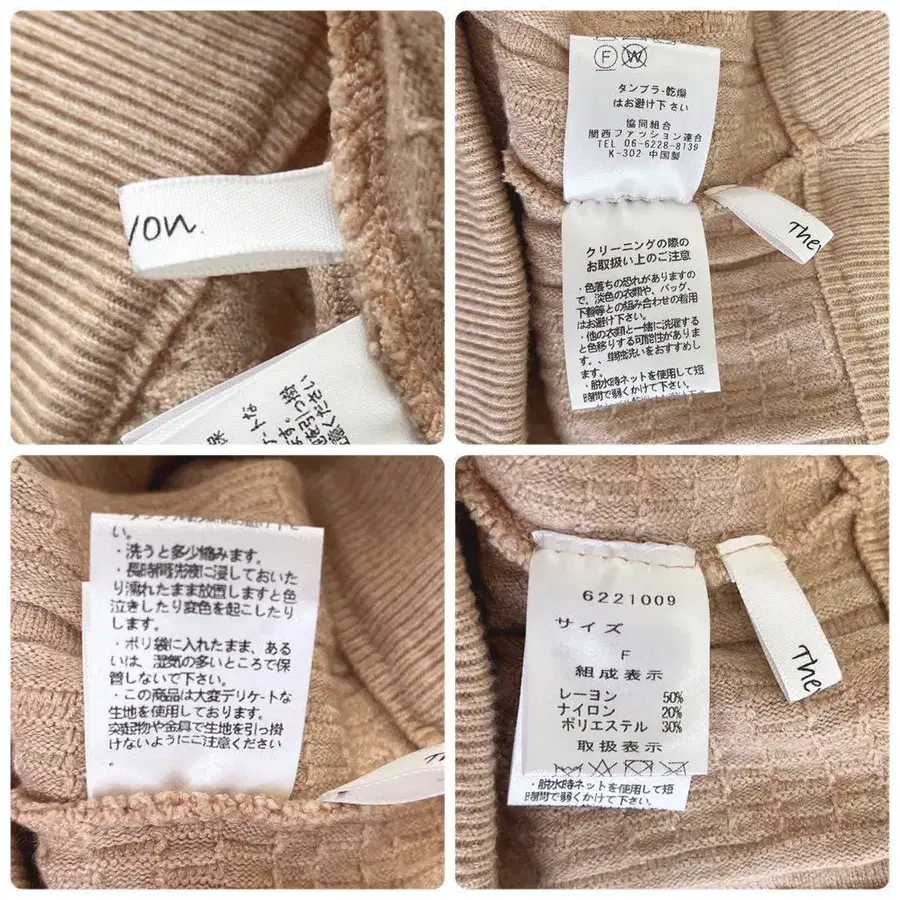 von.
F W
タンブラ・乾燥
はお避け下さい
協同組合
関西ファッション連合
TEL 06-6228-8139
K-302 中国製
クリーニングの際の
お取扱い上のご注意
・色落ちの恐れがありますの
で、淡色の衣類や、バッグ、
下着等との組み合わせの着用
はお避け下さい。
・他の衣類と一緒に洗濯する
と色移りする可能性がありま
す。、単独洗いをおすすめし
ます。
・脱水時ネットを使用して短
時間で弱くかけて下さい。
The
い。
・洗うと多少縮みます。
・長時間洗液に浸しておいた
り濡れたまま放置しますと色
泣きしたり変色を起こしたり
します。
・ポリ袋に入れたまま、ある
いは、湿気の多いところで保
管しないで下さい。
・この商品は大変デリケートな
生地を使用しております。
突起物や金具で生地を引っ掛
けないようにご注意ください
。
The
6221009
サイズ
F
組成表示
レーヨン 50%
ナイロン 20%
ポリエステル 30%
取扱表示
・脱水時ネットを使用して短
時間で弱くかけて下さい。
The